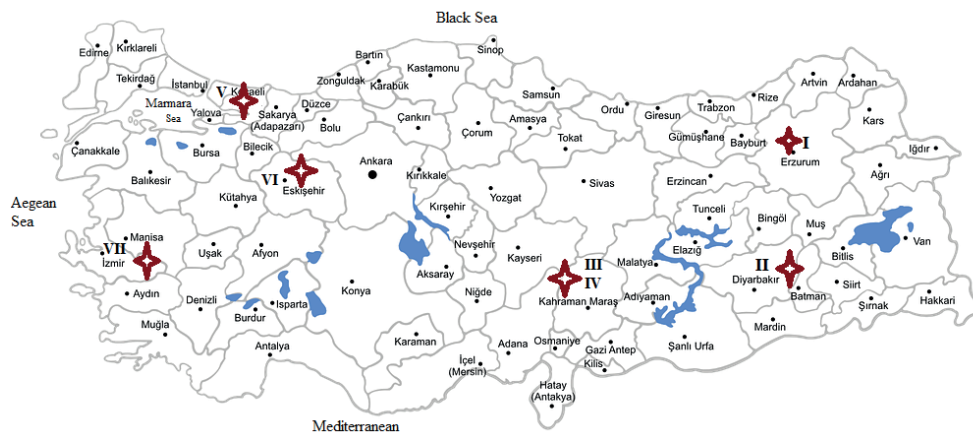 Black Sea
Edirne
Kırklareli
Tekirdağ
İstanbul
Marmara
Sea
Yalova
V
Sakarya
(Adapazarı)
Düzce
Bolu
Zonguldak
Bartın
Karabük
Kastamonu
Sinop
Samsun
Ordu
Giresun
Trabzon
Rize
Artvin
Ardahan
Kars
Iğdır
Ağrı
Çanakkale
Bursa
Bilecik
Balıkesir
Kütahya
VI
Eskişehir
Ankara
Çankırı
Kırıkkale
Çorum
Amasya
Tokat
Yozgat
Sivas
Gümüşhane
Bayburt
I
Erzurum
Erzincan
Tunceli
Bingöl
Muş
Van
Bitlis
Elazığ
Malatya
Aegean
Sea
VII
Manisa
İzmir
Uşak
Afyon
Kırşehir
Nevşehir
Aksaray
Kayseri
Niğde
Konya
III
IV
Kahraman Maraş
Adıyaman
II
Diyarbakır
Batman
Siirt
Şırnak
Hakkari
Mardin
Şanlı Urfa
Aydın
Denizli
Muğla
Burdur
Isparta
Antalya
Karaman
İçel
(Mersin)
Adana
Osmaniye
Gazi Antep
Kilis
Hatay
(Antakya)
Mediterranean